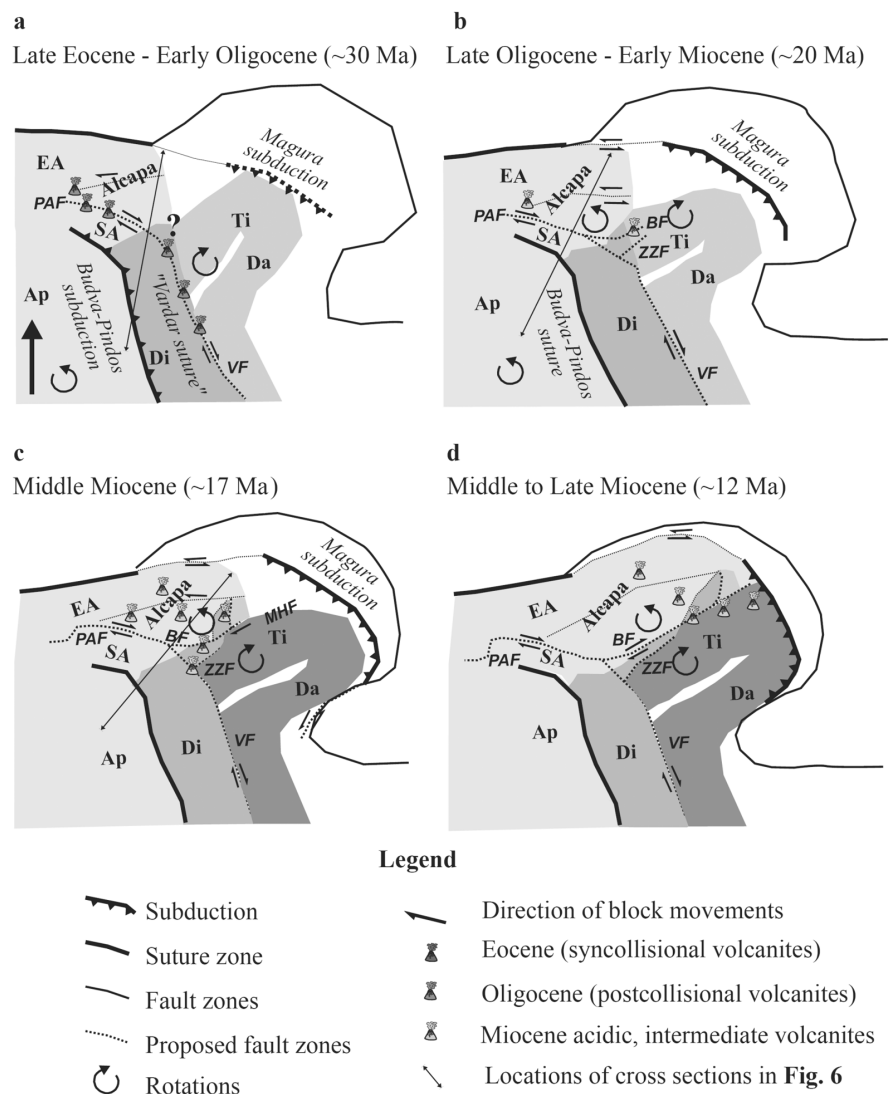 a
Late Eocene - Early Oligocene (~30 Ma)
EA
Alcapa
Magura
subduction
PAF
SA
?
Ti
Da
Ap
Budva-Pindos
subduction
"Vardar suture"
Di
VF
b
Late Oligocene - Early Miocene (~20 Ma)
EA
Alcapa
Magura
subduction
PAF
SA
BF
Ti
ZZF
Da
Ap
Budva-Pindos
suture
Di
VF
c
Middle Miocene (~17 Ma)
EA
Alcapa
Magura
subduction
MHF
PAF
BF
SA
ZZF
Ti
Da
Ap
Di
VF
d
Middle to Late Miocene (~12 Ma)
EA
Alcapa
PAF
SA
BF
Ti
ZZF
Da
Ap
Di
VF
Legend
Subduction
Suture zone
Fault zones
Proposed fault zones
Rotations
Direction of block movements
Eocene (syncollisional volcanites)
Oligocene (postcollisional volcanites)
Miocene acidic, intermediate volcanites
Locations of cross sections in Fig. 6